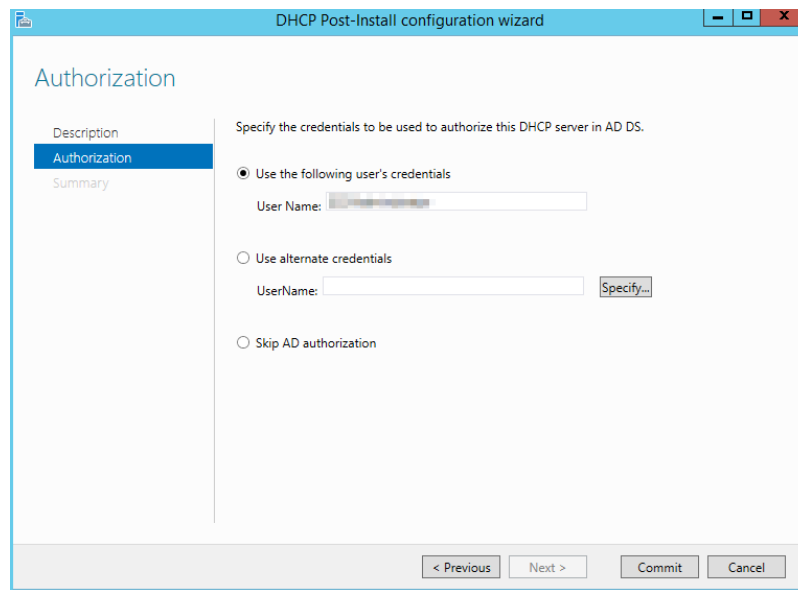 DHCP Post-Install configuration wizard
Authorization
Description
Authorization
Summary
Specify the credentials to be used to authorize this DHCP server in AD DS.
Use the following user's credentials
User Name:
Use alternate credentials
UserName:
Specify...
Skip AD authorization
< Previous
Next >
Commit
Cancel